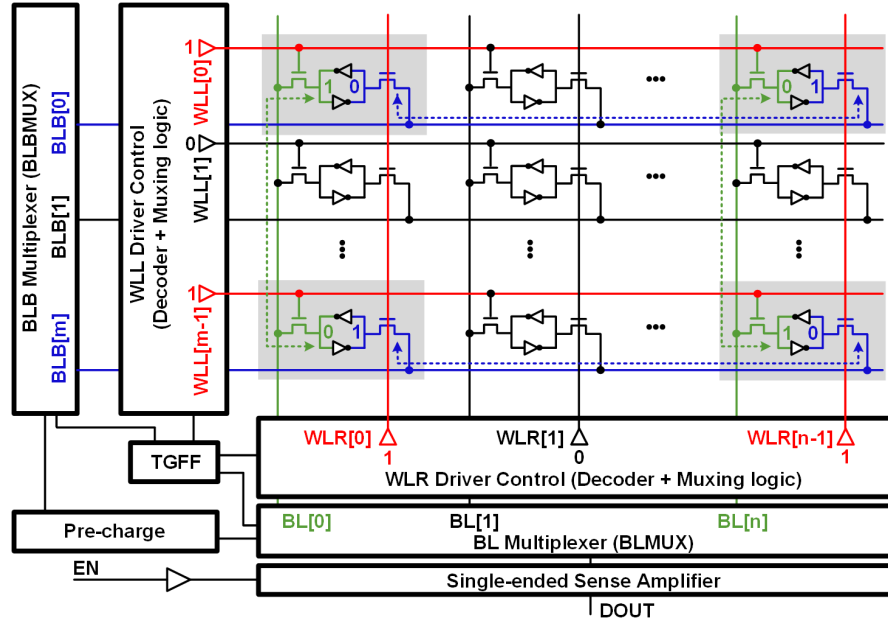 BLB Multiplexer (BLBMUX)
BLB[0]
BLB[1]
BLB[m]
WLL Driver Control
(Decoder + Muxing logic)
WLL[0]
WLL[1]
WLL[m-1]
1
0
1
1
0
0
1
...
...
...
...
...
0
1
1
0
...
WLR[0]
WLR[1]
WLR[n-1]
1
0
1
WLR Driver Control (Decoder + Muxing logic)
TGFF
Pre-charge
BL[0]
BL[1]
BL[n]
BL Multiplexer (BLMUX)
EN
Single-ended Sense Amplifier
DOUT